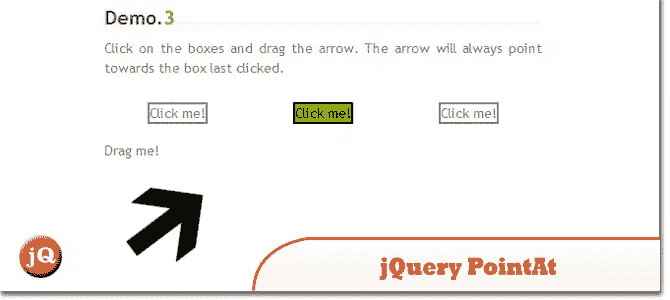 Demo.3
Click on the boxes and drag the arrow. The arrow will always point
towards the box last clicked.
Click me! Click me! Click me!
Drag me!
jQ
jQuery PointAt